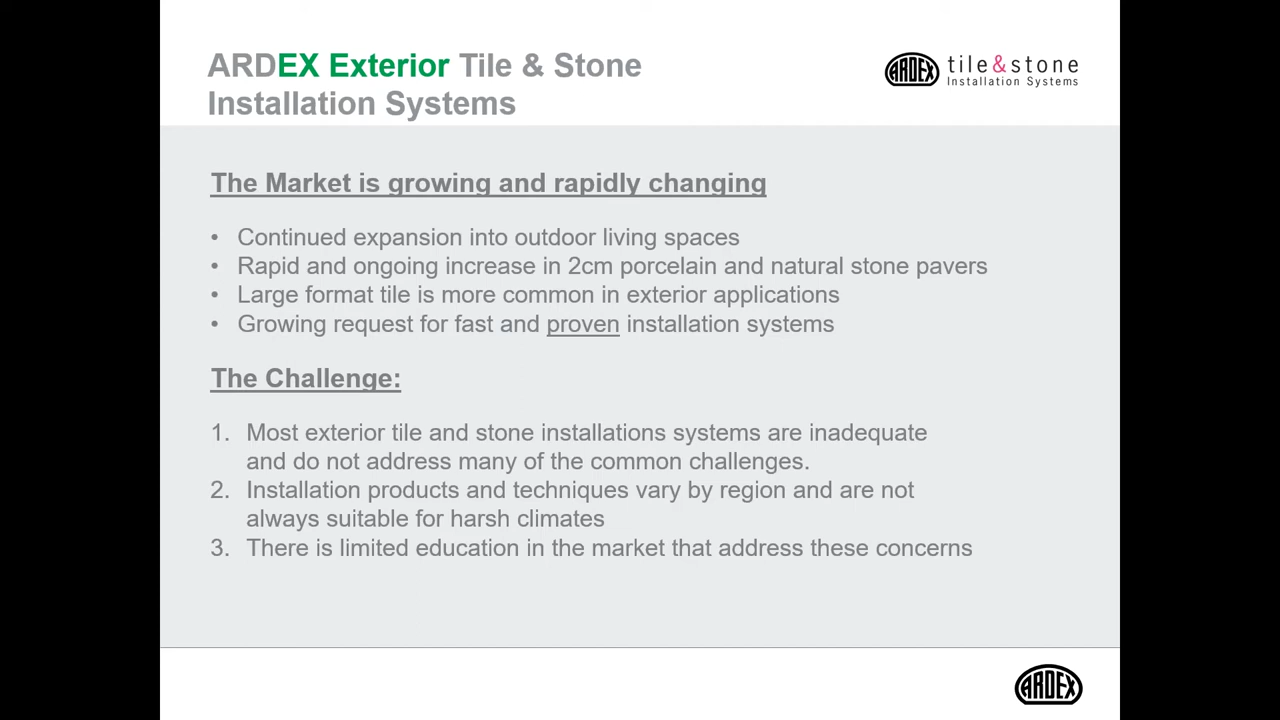 ARDEX Exterior Tile & Stone
Installation Systems
ARDEX tile&stone
Installation Systems
The Market is growing and rapidly changing
• Continued expansion into outdoor living spaces
• Rapid and ongoing increase in 2cm porcelain and natural stone pavers
• Large format tile is more common in exterior applications
• Growing request for fast and proven installation systems
The Challenge:
1. Most exterior tile and stone installations systems are inadequate
and do not address many of the common challenges.
2. Installation products and techniques vary by region and are not
always suitable for harsh climates
3. There is limited education in the market that address these concerns
ARDEX